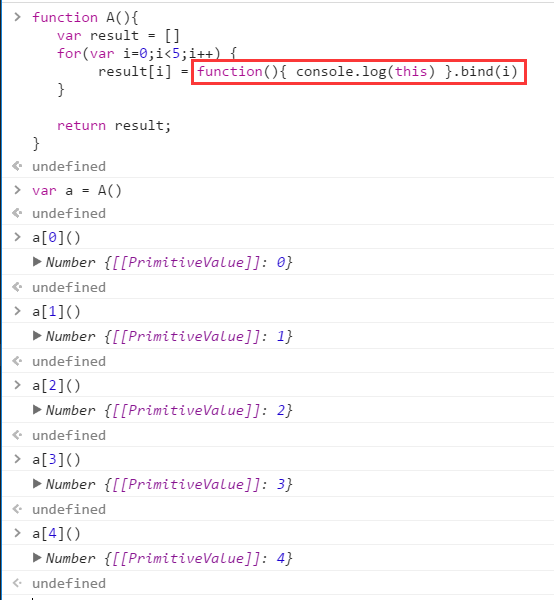 function A(){
var result = []
for(var i=0;i<5;i++) {
result[i] = function(){ console.log(this) }.bind(i)
}
return result;
}
undefined
var a = A()
undefined
a[0]()
Number {[[PrimitiveValue]]: 0}
undefined
a[1]()
Number {[[PrimitiveValue]]: 1}
undefined
a[2]()
Number {[[PrimitiveValue]]: 2}
undefined
a[3]()
Number {[[PrimitiveValue]]: 3}
undefined
a[4]()
Number {[[PrimitiveValue]]: 4}
undefined